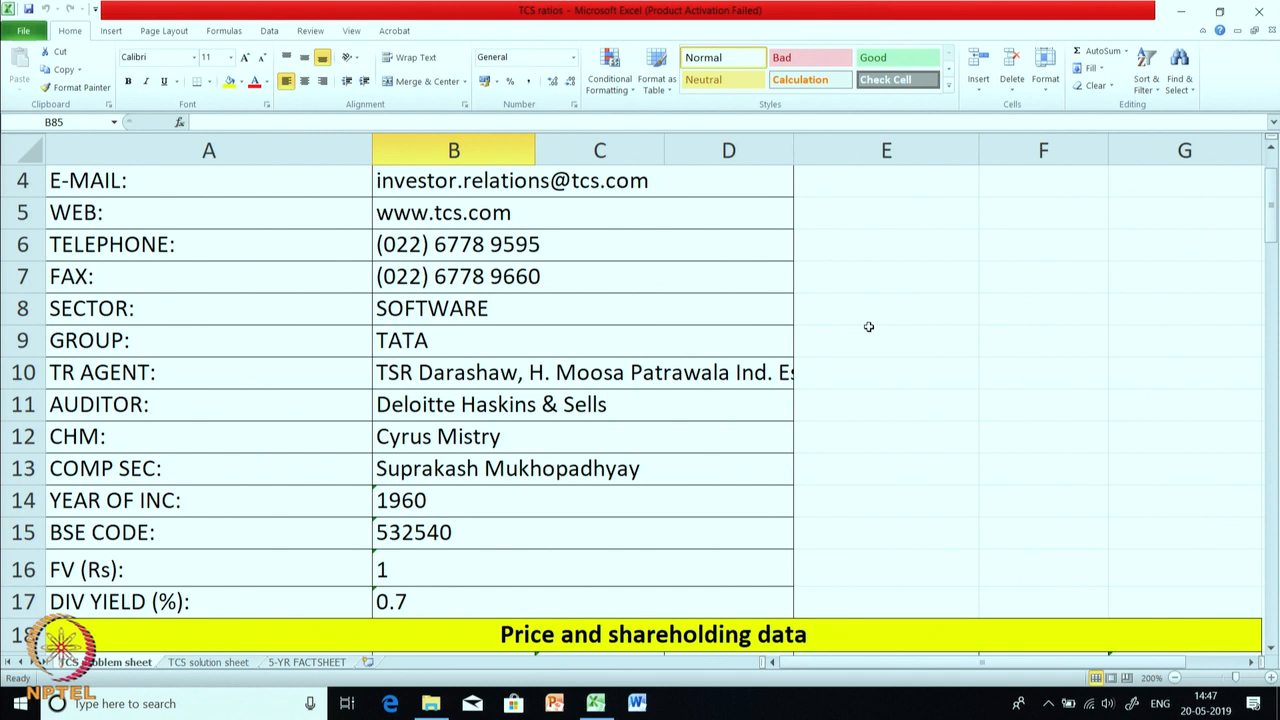 TCS ratios - Microsoft Excel (Product Activation Failed)
File Home Insert Page Layout Formulas Data Review View Acrobat
Cut
Copy
Format Painter
Paste
Clipboard
Calibri 11
Font
Wrap Text
Merge & Center
Alignment
General
Number
Conditional Formatting
Format as Table
Normal Bad Good
Neutral Calculation Check Cell
Styles
Insert Delete Format
Cells
AutoSum
Fill
Clear
Sort & Filter
Find & Select
Editing
B85 fx
A B C D E F G
4 E-MAIL: investor.relations@tcs.com
5 WEB: www.tcs.com
6 TELEPHONE: (022) 6778 9595
7 FAX: (022) 6778 9660
8 SECTOR: SOFTWARE
9 GROUP: TATA
10 TR AGENT: TSR Darashaw, H. Moosa Patrawala Ind. Es
11 AUDITOR: Deloitte Haskins & Sells
12 CHM: Cyrus Mistry
13 COMP SEC: Suprakash Mukhopadhyay
14 YEAR OF INC: 1960
15 BSE CODE: 532540
16 FV (Rs): 1
17 DIV YIELD (%): 0.7
18 Price and shareholding data
TCS problem sheet TCS solution sheet 5-YR FACTSHEET
Ready 200%
NPTEL
Type here to search
ENG
14:47
20-05-2019